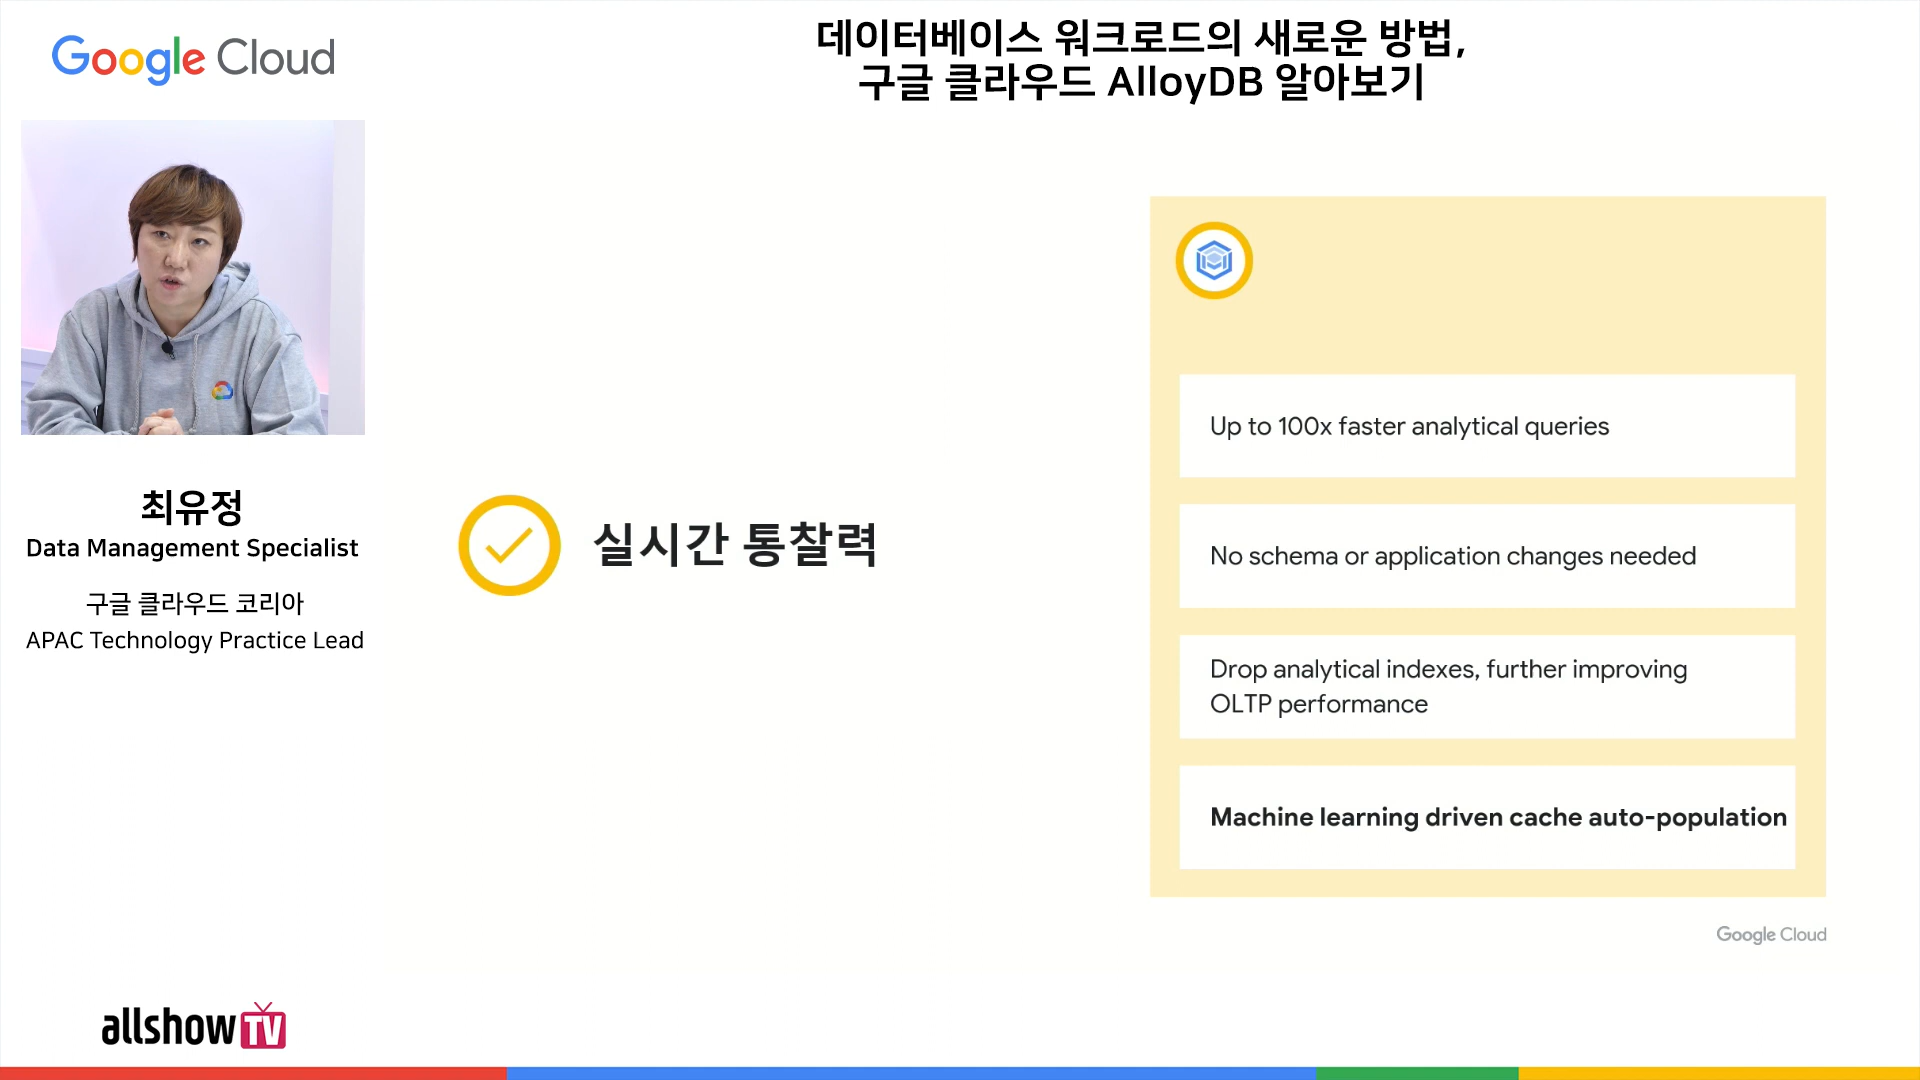 Google Cloud
데이터베이스 워크로드의 새로운 방법,
구글 클라우드 AlloyDB 알아보기
최유정
Data Management Specialist
구글 클라우드 코리아
APAC Technology Practice Lead
실시간 통찰력
Up to 100x faster analytical queries
No schema or application changes needed
Drop analytical indexes, further improving
OLTP performance
Machine learning driven cache auto-population
Google Cloud
allshowTV